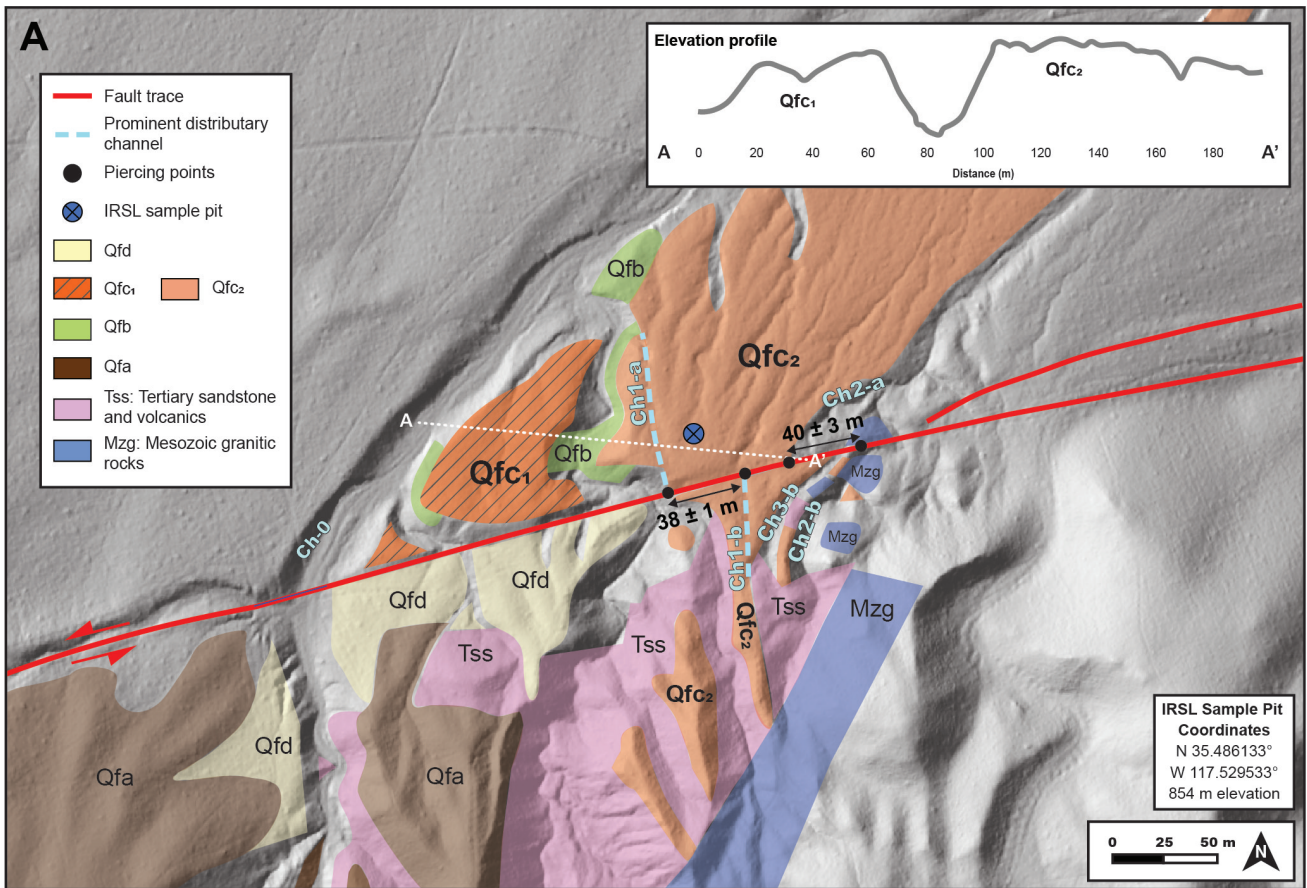 A
Fault trace
Prominent distributary
channel
Piercing points
IRSL sample pit
Qfd
Qfc₁
Qfc₂
Qfb
Qfa
Tss: Tertiary sandstone
and volcanics
Mzg: Mesozoic granitic
rocks
Elevation profile
Qfc₁
Qfc₂
A
0
20
40
60
80
100
120
140
160
180
A'
Distance (m)
Qfb
Qfc₂
Ch1-a
Ch2-a
A
40 ± 3 m
Qfb
A'
Qfc₁
Mzg
38 ± 1 m
Ch3-b
Ch2-b
Ch-0
Ch1-b
Mzg
Qfd
Qfd
Tss
Mzg
Tss
Tss
Qfc₂
Qfc₂
Qfd
Qfa
Qfa
IRSL Sample Pit
Coordinates
N 35.486133°
W 117.529533°
854 m elevation
0
25
50 m
N